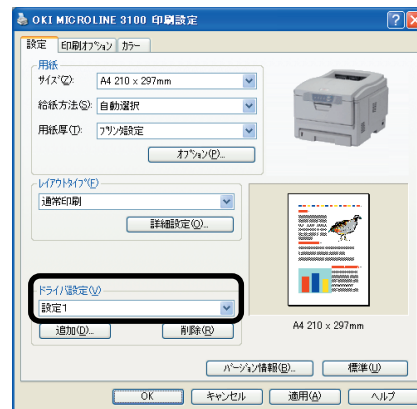 OKI MICROLINE 3100 印刷設定
設定 印刷ｵﾌﾟｼｮﾝ ｶﾗｰ
用紙
ｻｲｽﾞ(Z): A4 210 x 297mm
給紙方法(S): 自動選択
用紙厚(T): ﾌﾟﾘﾝﾀ設定
ｵﾌﾟｼｮﾝ(P)...
ﾚｲｱｳﾄﾀｲﾌﾟ(E)
通常印刷
詳細設定(O)...
ﾄﾞﾗｲﾊﾞ設定(V)
設定1
追加(D)... 削除(R)
A4 210 x 297mm
ﾊﾞｰｼﾞｮﾝ情報(B)... 標準(U)
OK ｷｬﾝｾﾙ 適用(A) ﾍﾙﾌﾟ